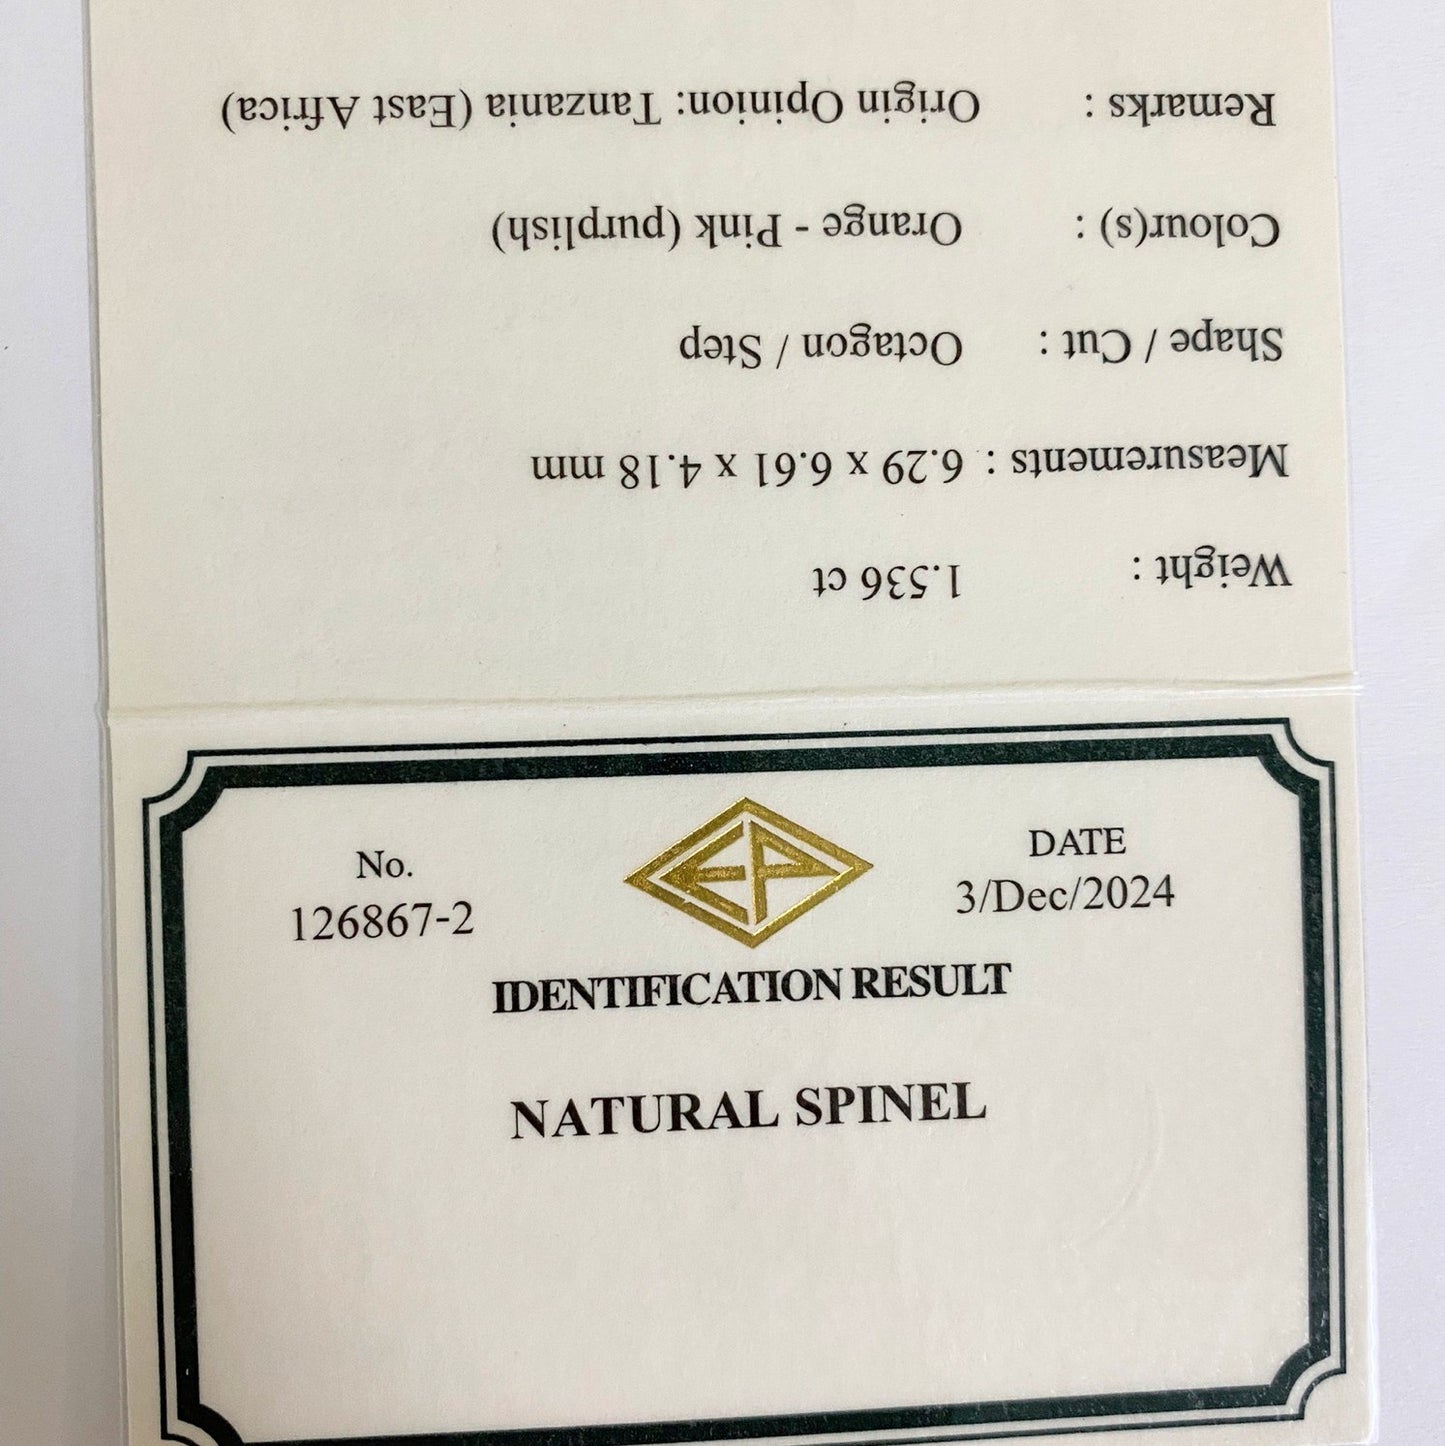 Weight : 1.536 ct
Measurements : 6.29 x 6.61 x 4.18 mm
Shape / Cut : Octagon / Step
Colour(s) : Orange - Pink (purplish)
Remarks : Origin Opinion: Tanzania (East Africa)
No.
126867-2
EP
DATE
3/Dec/2024
IDENTIFICATION RESULT
NATURAL SPINEL